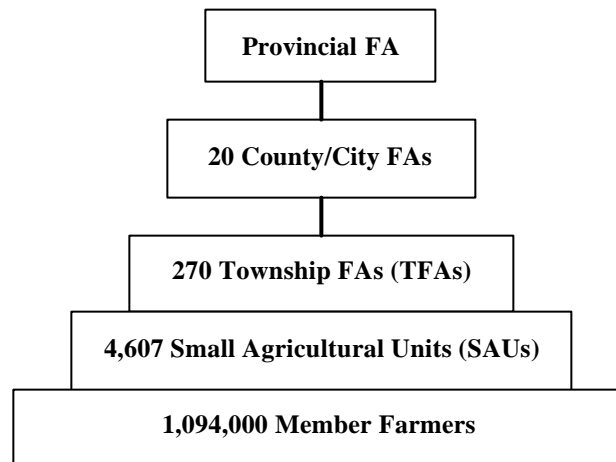 Provincial FA
20 County/City FAs
270 Township FAs (TFAs)
4,607 Small Agricultural Units (SAUs)
1,094,000 Member Farmers